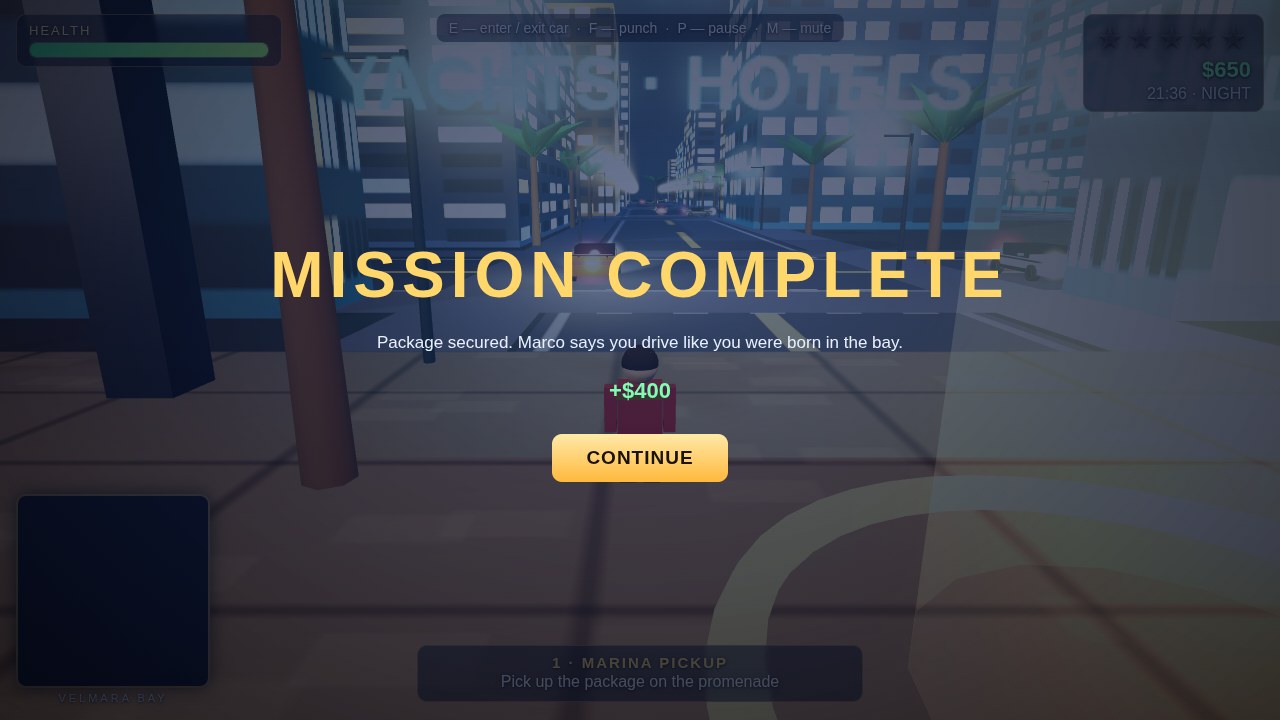 HEALTH
E — enter / exit car · F — punch · P — pause · M — mute
★★★★★
$650
21:36 · NIGHT
YACHTS · HOTELS ·
MISSION COMPLETE
Package secured. Marco says you drive like you were born in the bay.
+$400
CONTINUE
VELMARA BAY
1 · MARINA PICKUP
Pick up the package on the promenade